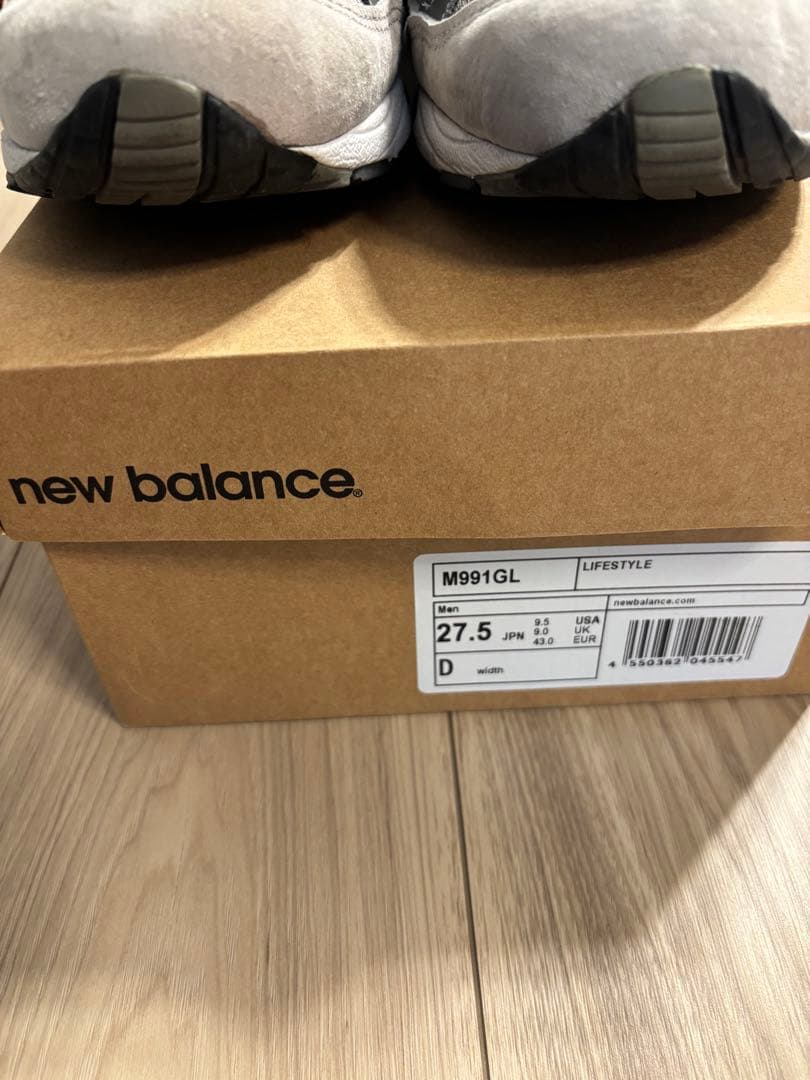 new balance®
M991GL
LIFESTYLE
Men
newbalance.com
27.5 JPN
9.5 USA
9.0 UK
43.0 EUR
D width
4 550362 045547